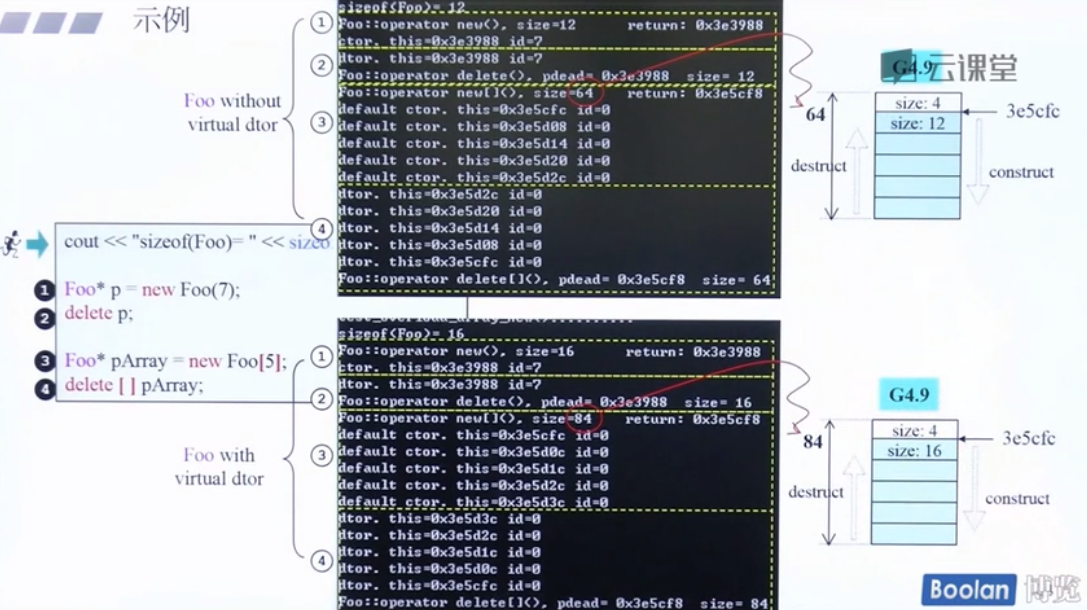 示例
云课堂
sizeof(Foo)= 12
① Foo::operator new(), size=12 return: 0x3e3988
ctor. this=0x3e3988 id=7
② dtor. this=0x3e3988 id=7
Foo::operator delete(), pdead= 0x3e3988 size= 12
③ Foo::operator new[](), size=64 return: 0x3e5cf8
default ctor. this=0x3e5cfc id=0
default ctor. this=0x3e5d08 id=0
default ctor. this=0x3e5d14 id=0
default ctor. this=0x3e5d20 id=0
default ctor. this=0x3e5d2c id=0
④ dtor. this=0x3e5d2c id=0
dtor. this=0x3e5d20 id=0
dtor. this=0x3e5d14 id=0
dtor. this=0x3e5d08 id=0
dtor. this=0x3e5cfc id=0
Foo::operator delete[](), pdead= 0x3e5cf8 size= 64
Foo without
virtual dtor
G4.9
64
size: 4
3e5cfc
size: 12
destruct
construct
cout << "sizeof(Foo)= " <<
❶ Foo* p = new Foo(7);
❷ delete p;
❸ Foo* pArray = new Foo[5];
❹ delete [ ] pArray;
sizeof(Foo)= 16
① Foo::operator new(), size=16 return: 0x3e3988
ctor. this=0x3e3988 id=7
② dtor. this=0x3e3988 id=7
Foo::operator delete(), pdead= 0x3e3988 size= 16
③ Foo::operator new[](), size=84 return: 0x3e5cf8
default ctor. this=0x3e5cfc id=0
default ctor. this=0x3e5d0c id=0
default ctor. this=0x3e5d1c id=0
default ctor. this=0x3e5d2c id=0
default ctor. this=0x3e5d3c id=0
④ dtor. this=0x3e5d3c id=0
dtor. this=0x3e5d2c id=0
dtor. this=0x3e5d1c id=0
dtor. this=0x3e5d0c id=0
dtor. this=0x3e5cfc id=0
Foo::operator delete[](), pdead= 0x3e5cf8 size= 84
Foo with
virtual dtor
G4.9
84
size: 4
3e5cfc
size: 16
destruct
construct
Boolan 博览